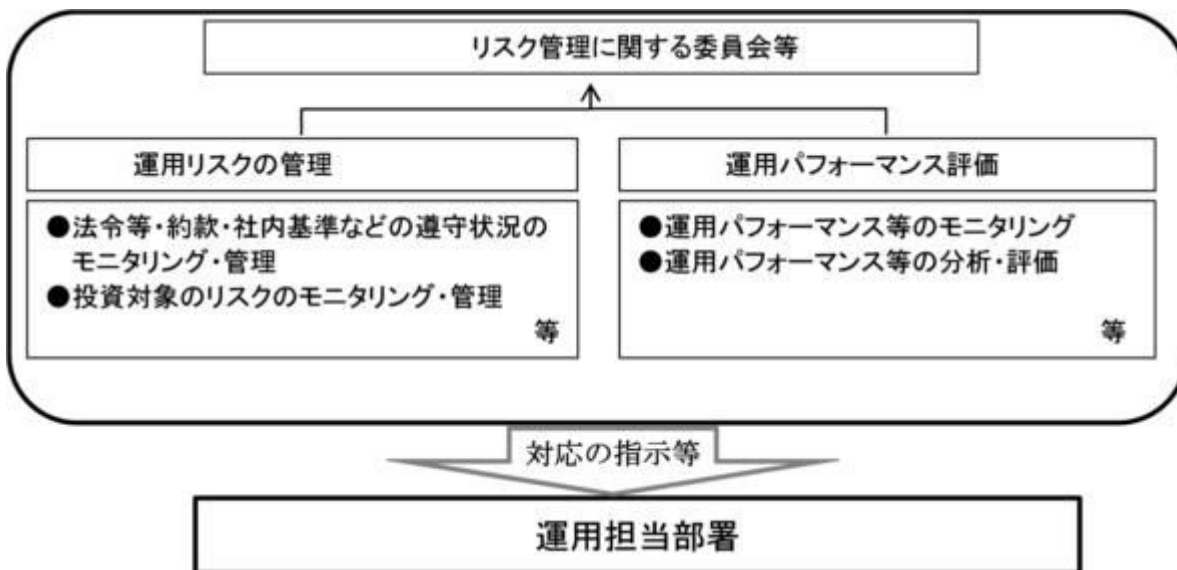 リスク管理に関する委員会等
運用リスクの管理
●法令等・約款・社内基準などの遵守状況の
モニタリング・管理
●投資対象のリスクのモニタリング・管理
等
運用パフォーマンス評価
●運用パフォーマンス等のモニタリング
●運用パフォーマンス等の分析・評価
等
対応の指示等
運用担当部署